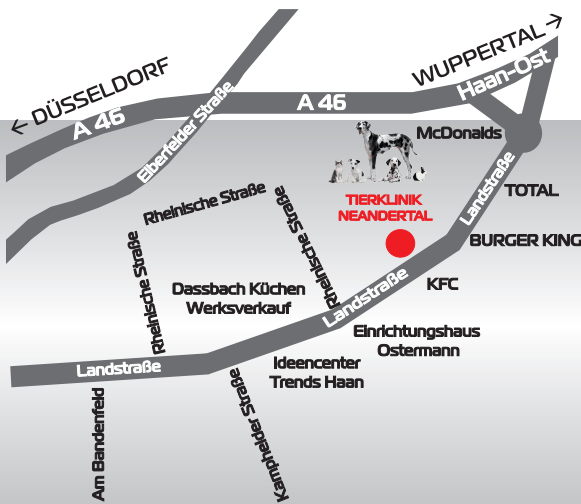 WUPPERTAL
Haan-Ost
DÜSSELDORF
A 46
A 46
Elberfelder Straße
McDonalds
Landstraße
TOTAL
TIERKLINIK
NEANDERTAL
Rheinische Straße
Rheinische Straße
Rheinische Straße
BURGER KING
KFC
Dassbach Küchen
Werksverkauf
Landstraße
Einrichtungshaus
Ostermann
Ideencenter
Trends Haan
Landstraße
Am Bandenfeld
Kampheider Straße